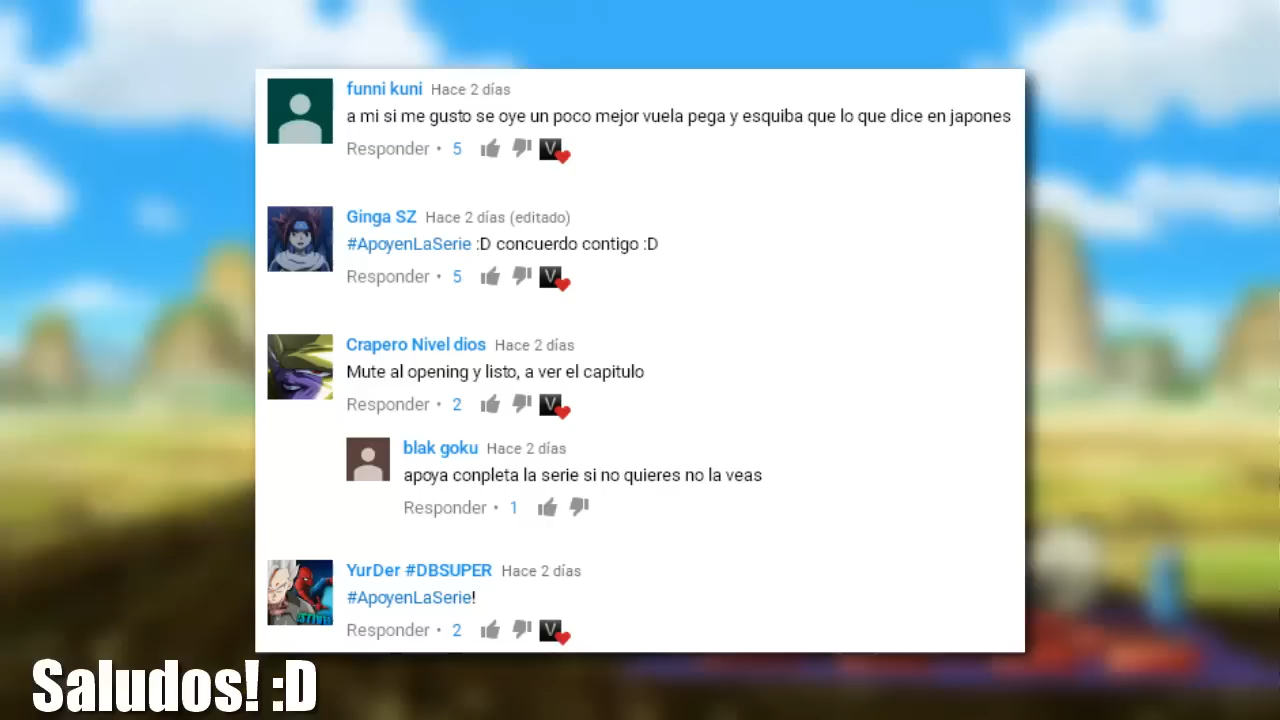 funni kuni Hace 2 días
a mi si me gusto se oye un poco mejor vuela pega y esquiba que lo que dice en japones
Responder • 5
V
Ginga SZ Hace 2 días (editado)
#ApoyenLaSerie :D concuerdo contigo :D
Responder • 5
V
Crapero Nivel dios Hace 2 días
Mute al opening y listo, a ver el capitulo
Responder • 2
V
blak goku Hace 2 días
apoya conpleta la serie si no quieres no la veas
Responder • 1
YurDer #DBSUPER Hace 2 días
#ApoyenLaSerie!
Responder • 2
V
Saludos! :D